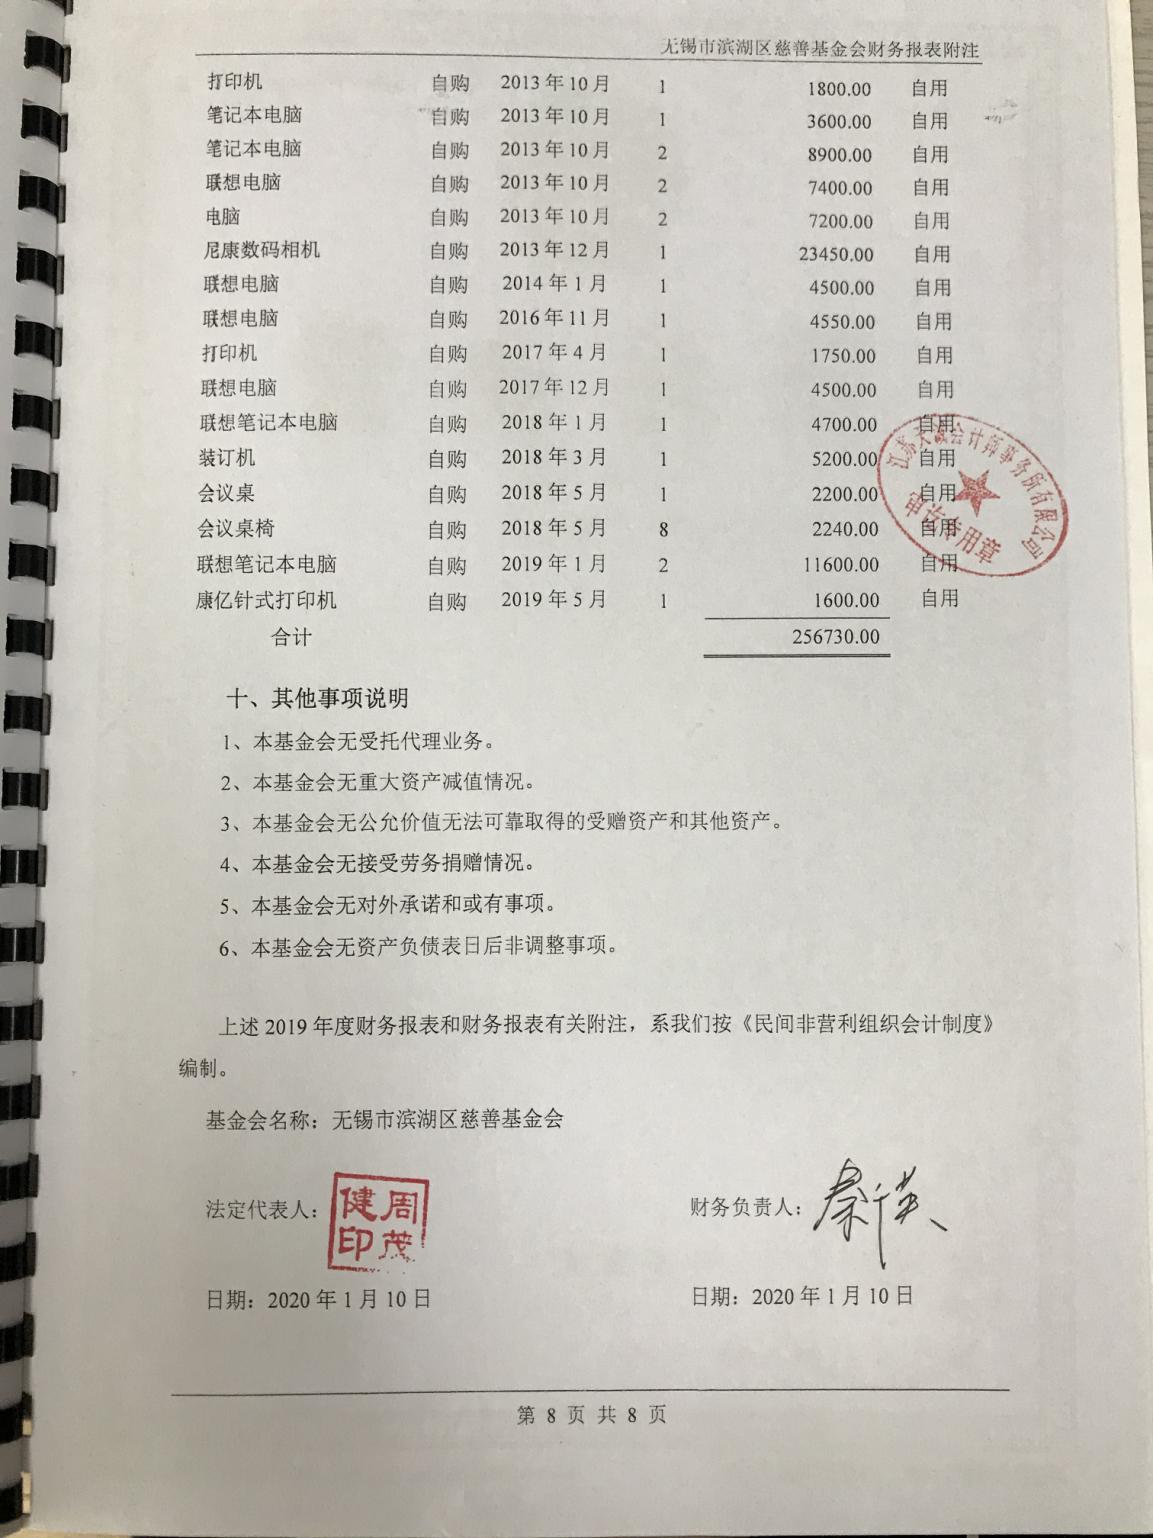 无锡市滨湖区慈善基金会财务报表附注
打印机 自购 2013年10月 1 1800.00 自用
笔记本电脑 自购 2013年10月 1 3600.00 自用
笔记本电脑 自购 2013年10月 2 8900.00 自用
联想电脑 自购 2013年10月 2 7400.00 自用
电脑 自购 2013年10月 2 7200.00 自用
尼康数码相机 自购 2013年12月 1 23450.00 自用
联想电脑 自购 2014年1月 1 4500.00 自用
联想电脑 自购 2016年11月 1 4550.00 自用
打印机 自购 2017年4月 1 1750.00 自用
联想电脑 自购 2017年12月 1 4500.00 自用
联想笔记本电脑 自购 2018年1月 1 4700.00 自用
装订机 自购 2018年3月 1 5200.00 自用
会议桌 自购 2018年5月 1 2200.00 自用
会议桌椅 自购 2018年5月 8 2240.00 自用
联想笔记本电脑 自购 2019年1月 2 11600.00 自用
康亿针式打印机 自购 2019年5月 1 1600.00 自用
合计 256730.00
江苏天 会计师事务所有限公司
审计专用章
十、其他事项说明
1、本基金会无受托代理业务。
2、本基金会无重大资产减值情况。
3、本基金会无公允价值无法可靠取得的受赠资产和其他资产。
4、本基金会无接受劳务捐赠情况。
5、本基金会无对外承诺和或有事项。
6、本基金会无资产负债表日后非调整事项。
上述2019年度财务报表和财务报表有关附注，系我们按《民间非营利组织会计制度》
编制。
基金会名称：无锡市滨湖区慈善基金会
法定代表人： 周茂健印 财务负责人： 秦千英
日期：2020年1月10日 日期：2020年1月10日
第 8 页 共 8 页